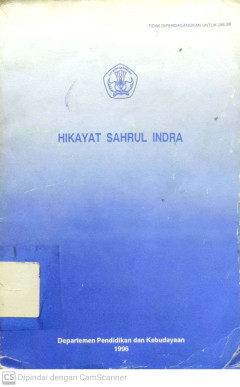 TIDAK DIPERDAGANGKAN UNTUK UMUM
HIKAYAT SAHRUL INDRA
Departemen Pendidikan dan Kebudayaan
1996
CS Dipindai dengan CamScanner